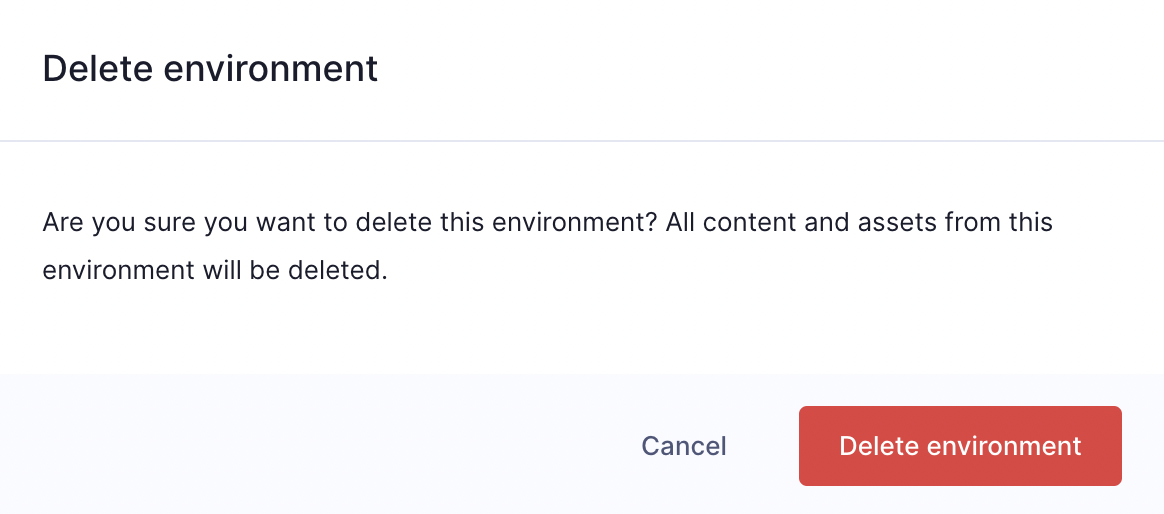 Delete environment
Are you sure you want to delete this environment? All content and assets from this
environment will be deleted.
Cancel
Delete environment